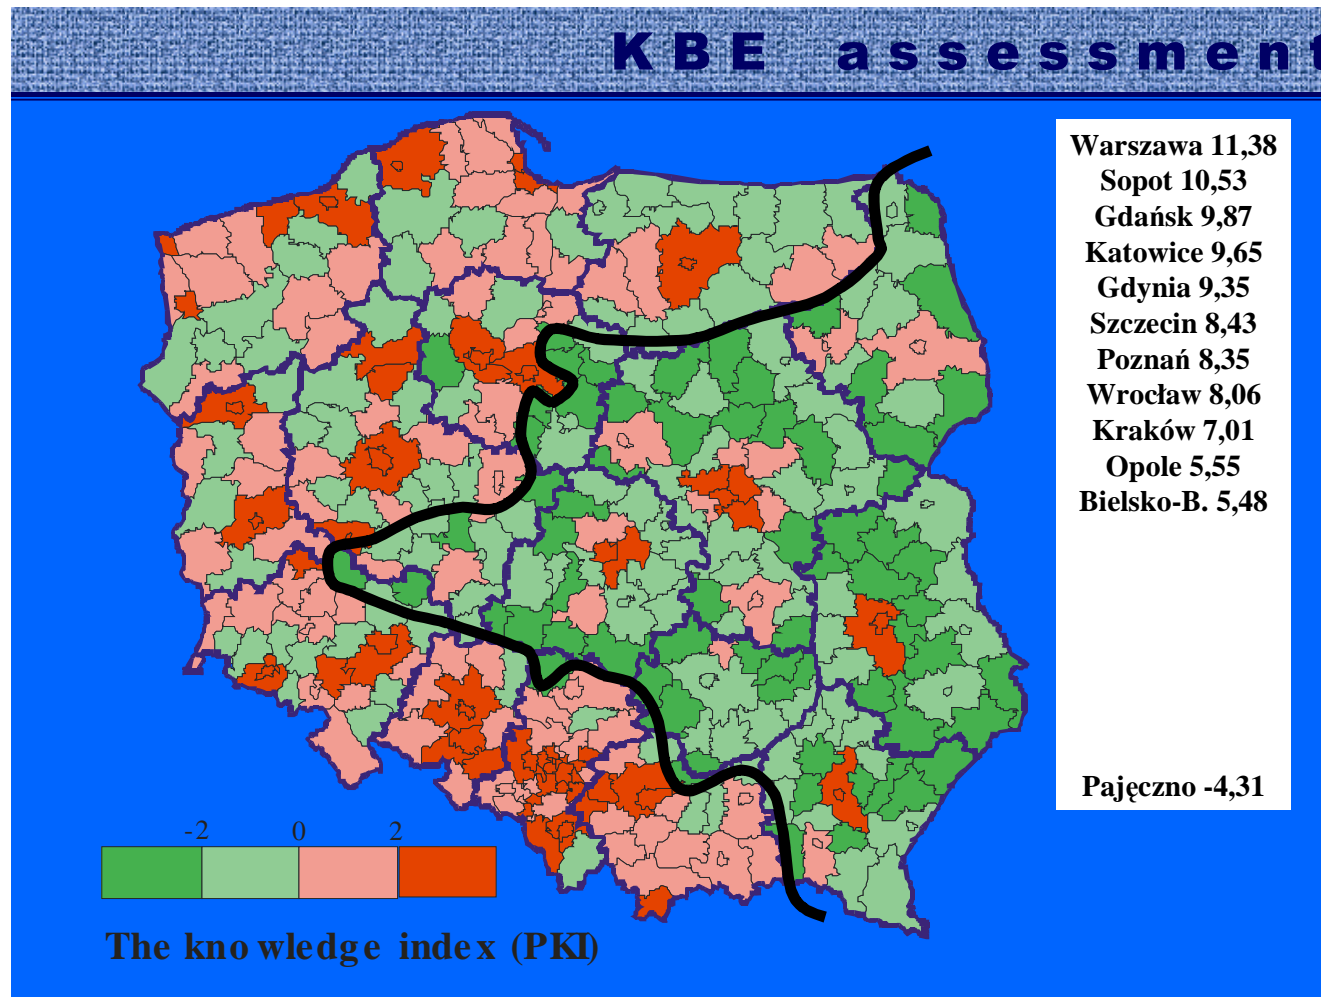 KBE assessment
Warszawa 11,38
Sopot 10,53
Gdańsk 9,87
Katowice 9,65
Gdynia 9,35
Szczecin 8,43
Poznań 8,35
Wrocław 8,06
Kraków 7,01
Opole 5,55
Bielsko-B. 5,48
Pajęczno -4,31
-2 0 2
The knowledge index (PKI)